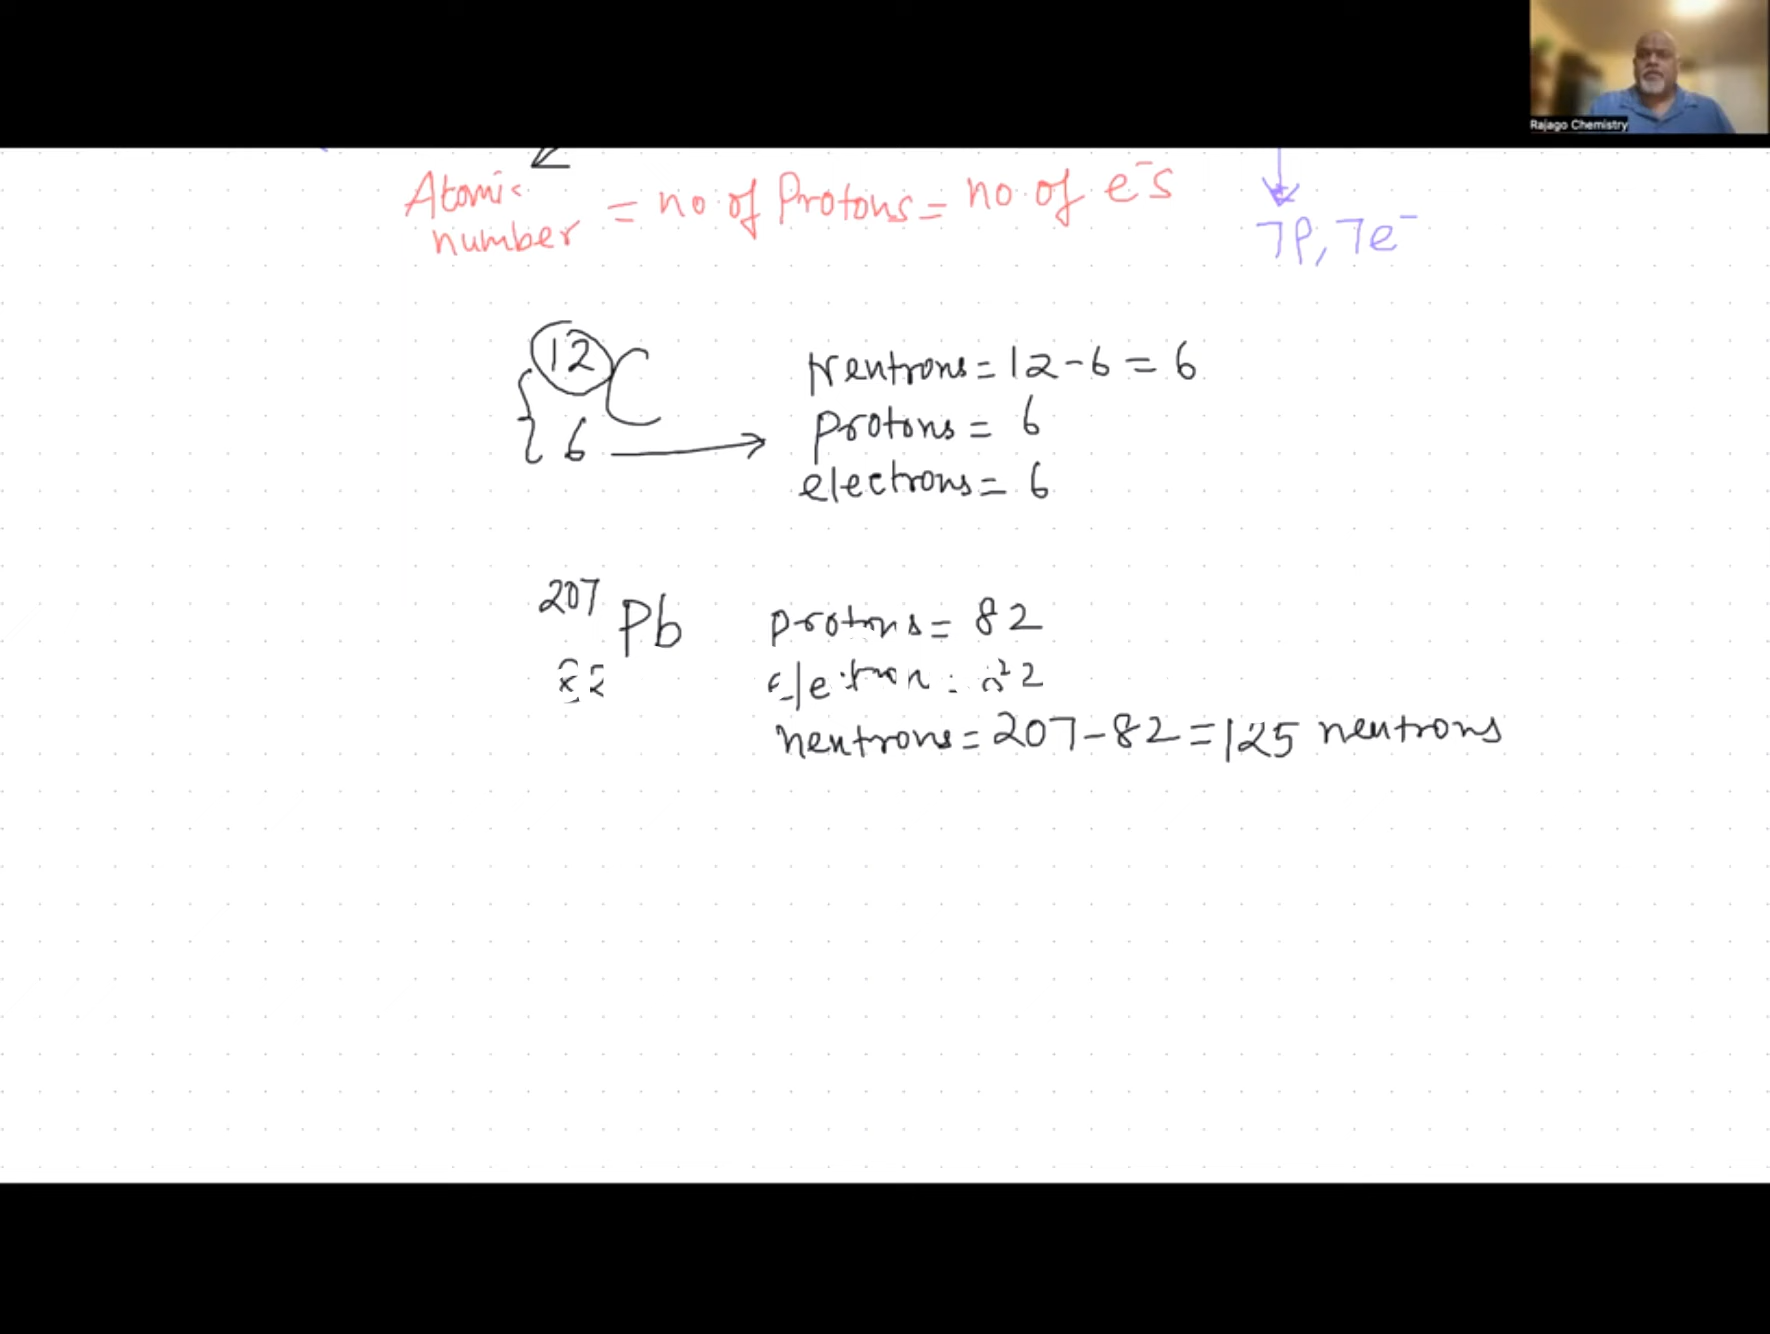 Rajago Chemistry
Atomic
number = no. of Protons = no. of e⁻s
7P, 7e⁻
12 C
6
Neutrons = 12 - 6 = 6
Protons = 6
electrons = 6
207 Pb
82
protons = 82
neutrons = 207 - 82 = 125 neutrons